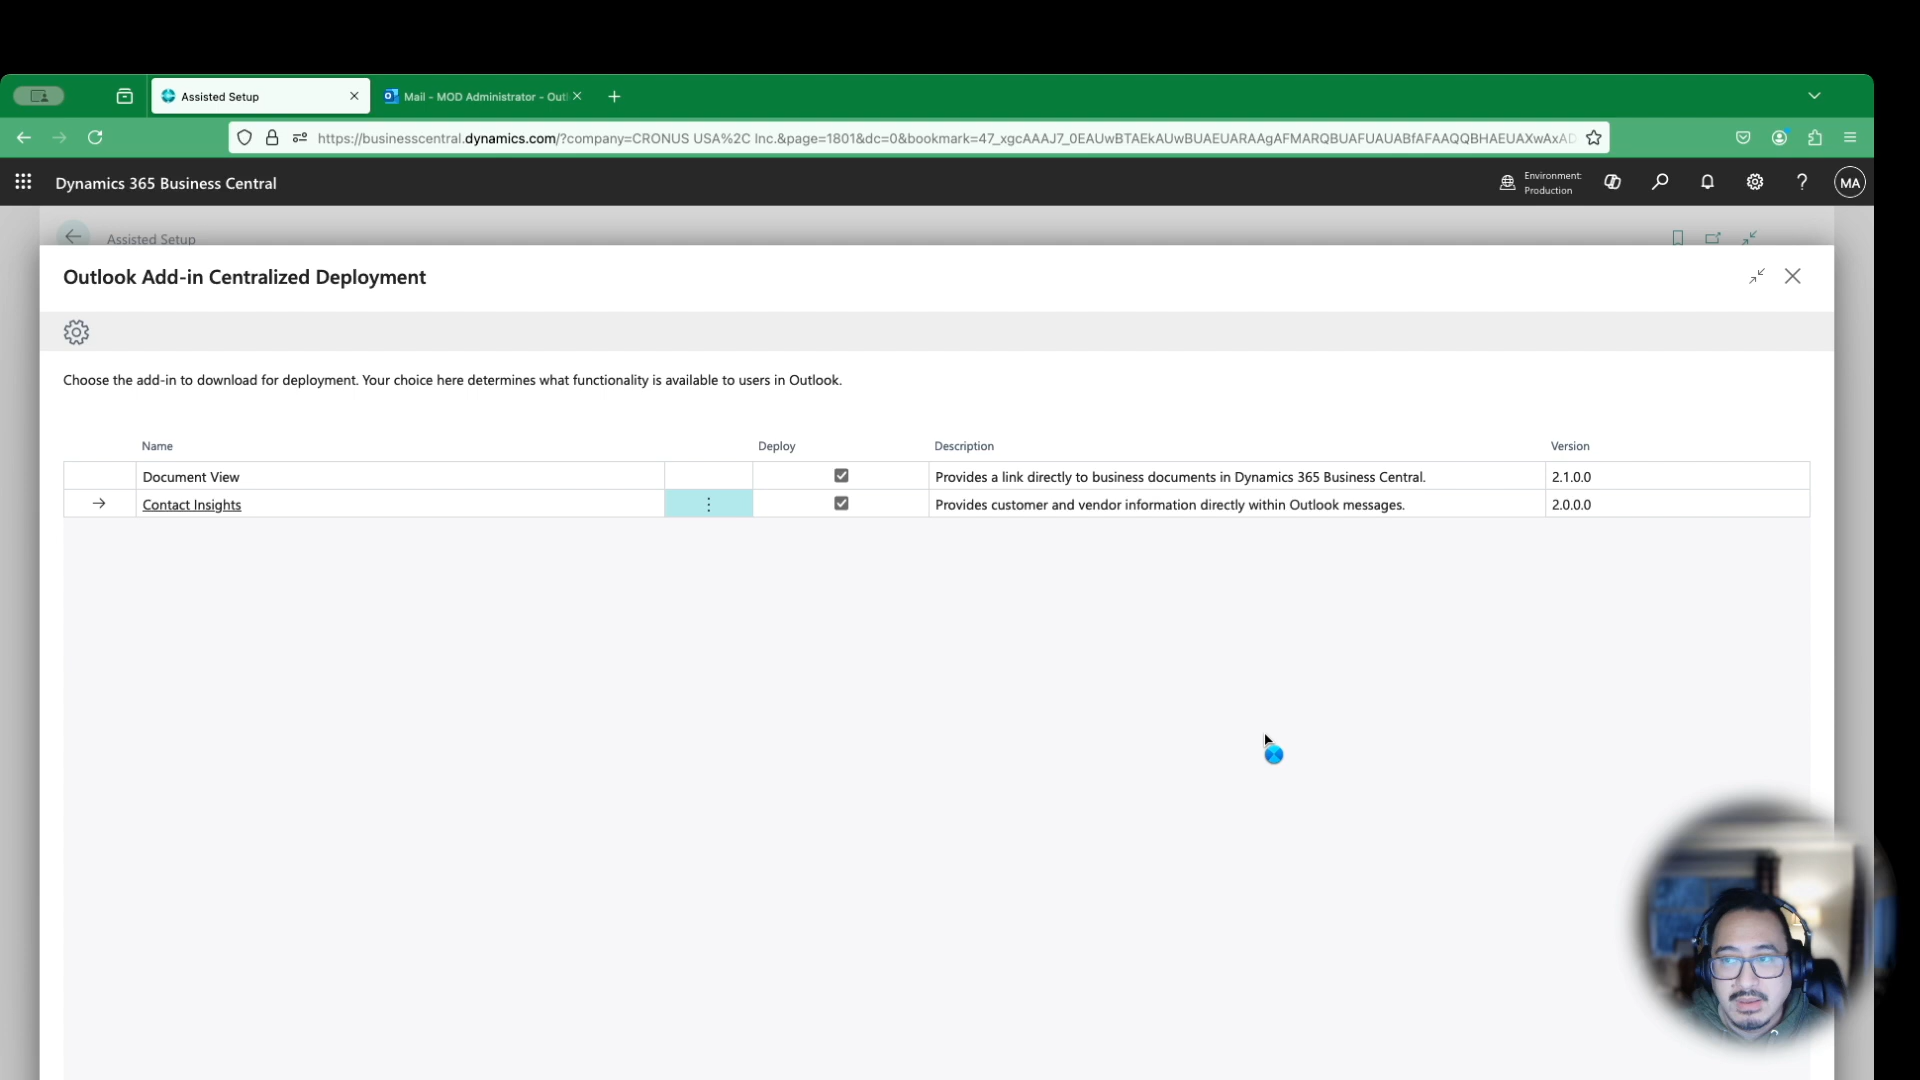 Assisted Setup
Mail - MOD Administrator - Outl
https://businesscentral.dynamics.com/?company=CRONUS USA%2C Inc.&page=1801&dc=0&bookmark=47_xgcAAAJ7_0EAUwBTAEkAUwBUAEUARAAgAFMARQBUAFUAUABfAFAAQQBHAEUAXwAxAD
Dynamics 365 Business Central
Environment:
Production
MA
Assisted Setup
Outlook Add-in Centralized Deployment
Choose the add-in to download for deployment. Your choice here determines what functionality is available to users in Outlook.
Name Deploy Description Version
Document View Provides a link directly to business documents in Dynamics 365 Business Central. 2.1.0.0
Contact Insights Provides customer and vendor information directly within Outlook messages. 2.0.0.0